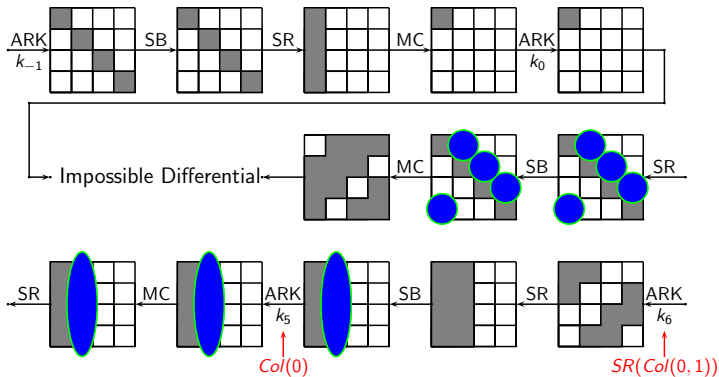 ARK SB SR MC ARK
k₋₁ k₀
Impossible Differential MC SB SR
SR MC ARK SB SR ARK
k₅ k₆
Col(0) SR(Col(0, 1))